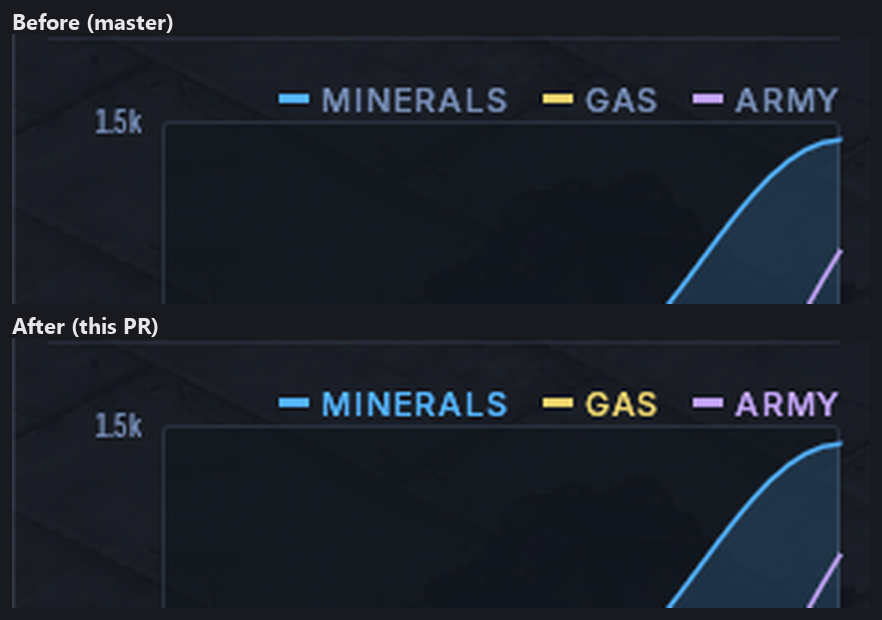 Before (master)
MINERALS GAS ARMY
1.5k
After (this PR)
MINERALS GAS ARMY
1.5k